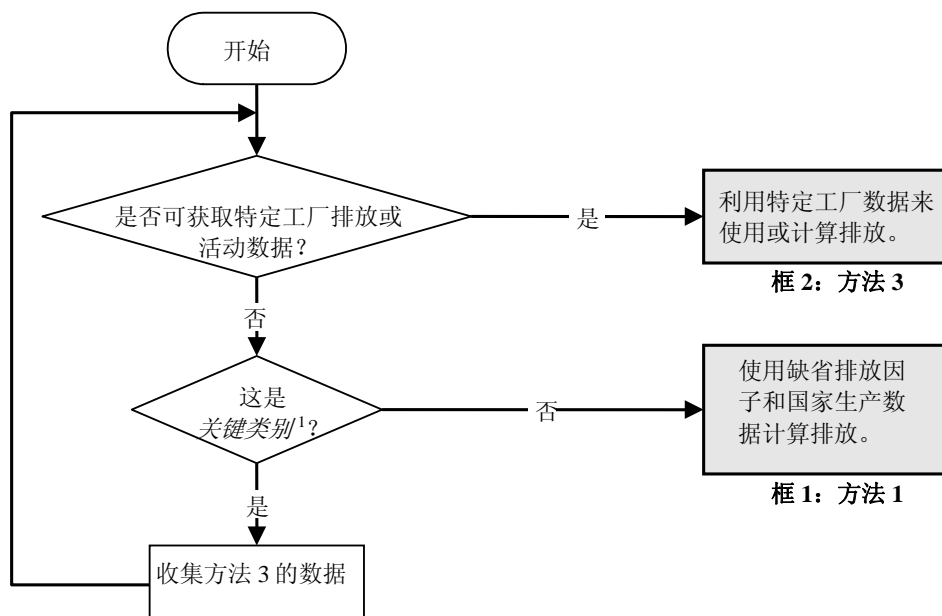 开始
是否可获取特定工厂排放或
活动数据？
是
利用特定工厂数据来
使用或计算排放。
框 2：方法 3
否
这是
关键类别¹？
否
使用缺省排放因
子和国家生产数
据计算排放。
框 1：方法 1
是
收集方法 3 的数据